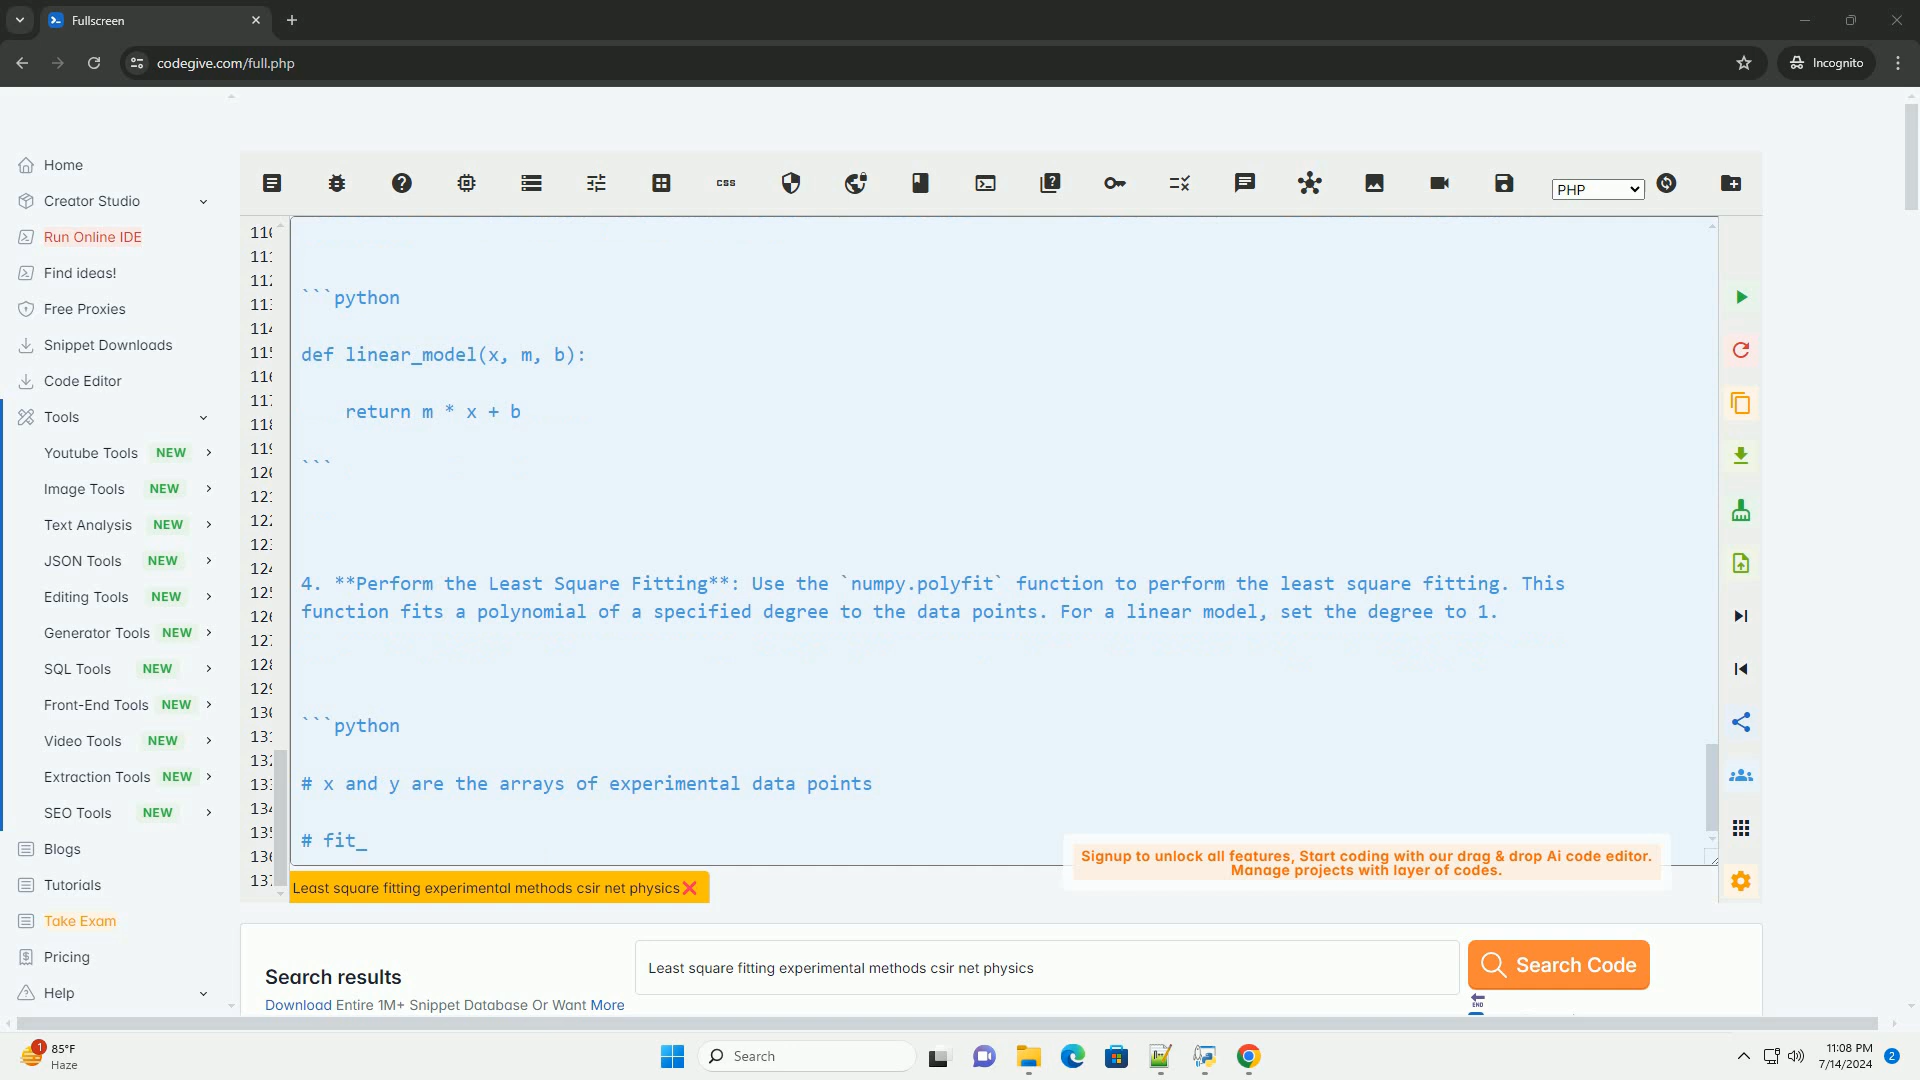 Fullscreen
codegive.com/full.php
Incognito
Home
Creator Studio
Run Online IDE
Find ideas!
Free Proxies
Snippet Downloads
Code Editor
Tools
Youtube Tools NEW
Image Tools NEW
Text Analysis NEW
JSON Tools NEW
Editing Tools NEW
Generator Tools NEW
SQL Tools NEW
Front-End Tools NEW
Video Tools NEW
Extraction Tools NEW
SEO Tools NEW
Blogs
Tutorials
Take Exam
Pricing
Help
css
PHP
```python
def linear_model(x, m, b):
    return m * x + b
```
4. **Perform the Least Square Fitting**: Use the `numpy.polyfit` function to perform the least square fitting. This
function fits a polynomial of a specified degree to the data points. For a linear model, set the degree to 1.
```python
# x and y are the arrays of experimental data points
# fit_
Signup to unlock all features, Start coding with our drag & drop Ai code editor.
Manage projects with layer of codes.
Least square fitting experimental methods csir net physics
Search results
Download Entire 1M+ Snippet Database Or Want More
Least square fitting experimental methods csir net physics
Search Code
END
1
85°F
Haze
Search
11:08 PM
7/14/2024
2